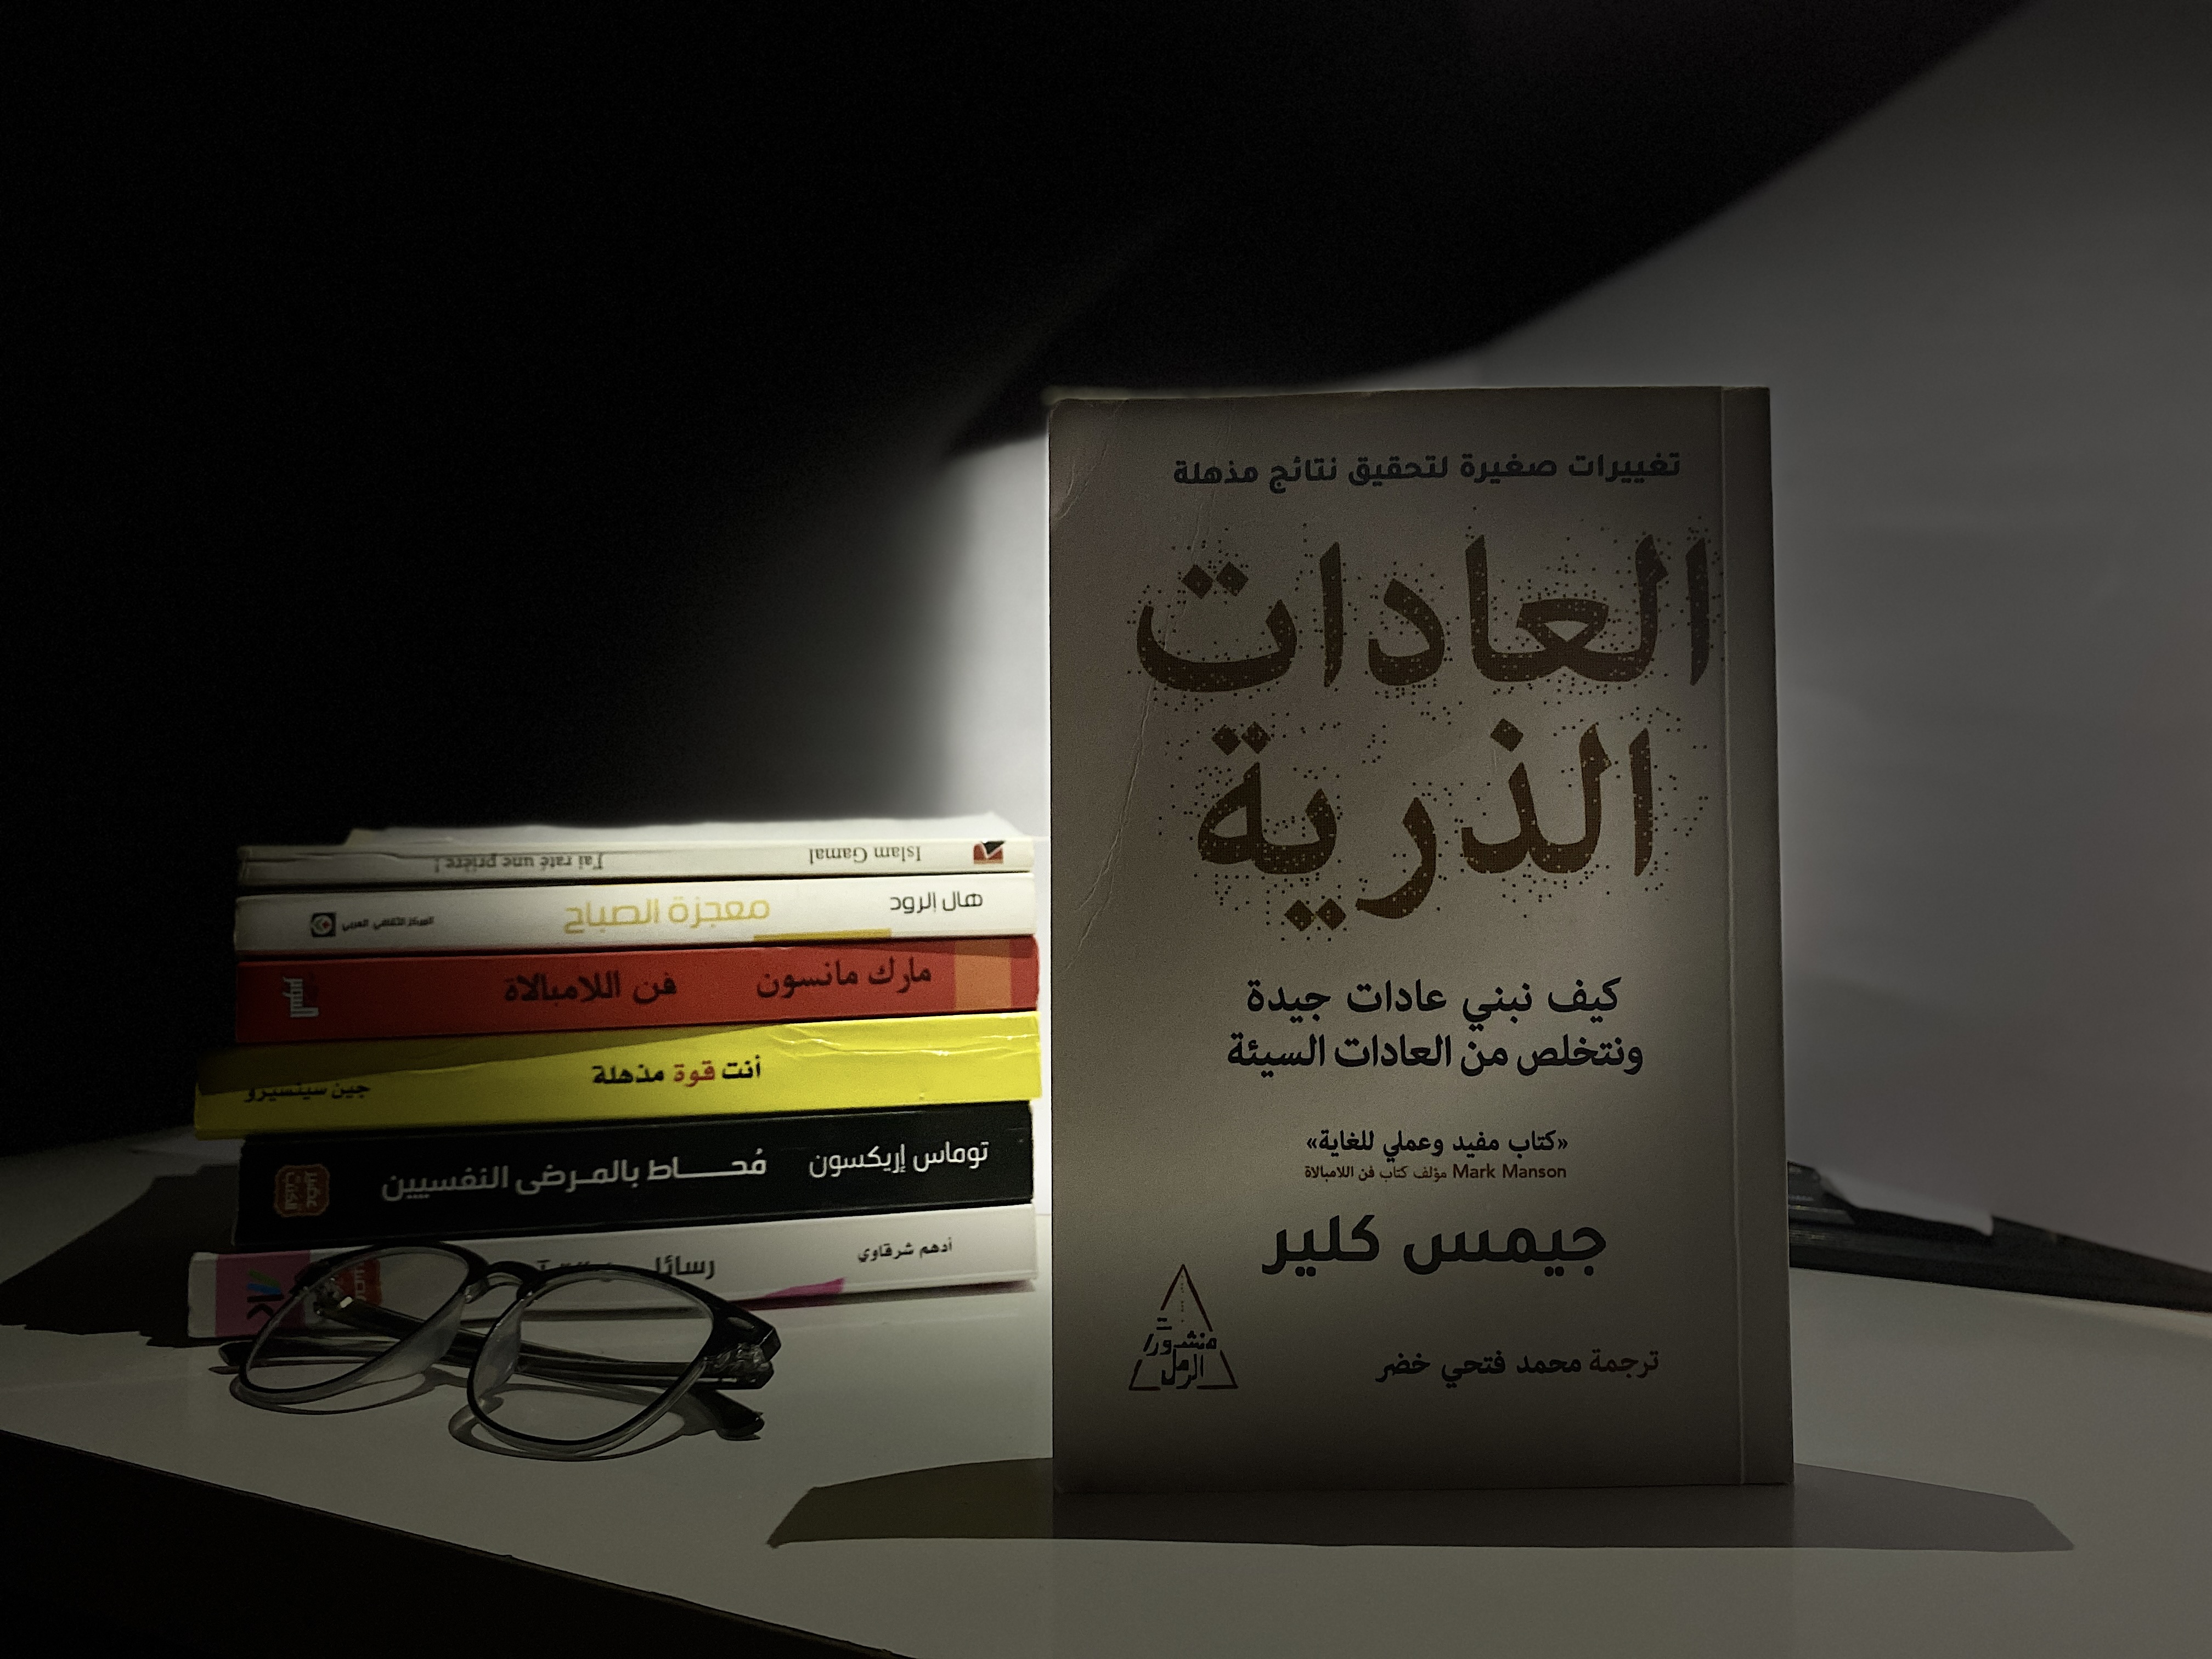 تغييرات صغيرة لتحقيق نتائج مذهلة
العادات
الذرية
كيف نبني عادات جيدة
ونتخلص من العادات السيئة
«كتاب مفيد وعملي للغاية»
Mark Manson مؤلف كتاب فن اللامبالاة
جيمس كلير
منشورات
الرمل
ترجمة محمد فتحي خضر
Islam Gamal J'ai raté une prière !
هال إلرود معجزة الصباح المركز الثقافي العربي
مارك مانسون فن اللامبالاة
أنت قوة مذهلة جين سينسيرو
توماس إريكسون مُحـــاط بالمـرضى النفسيين
أدهم شرقاوي رسائل